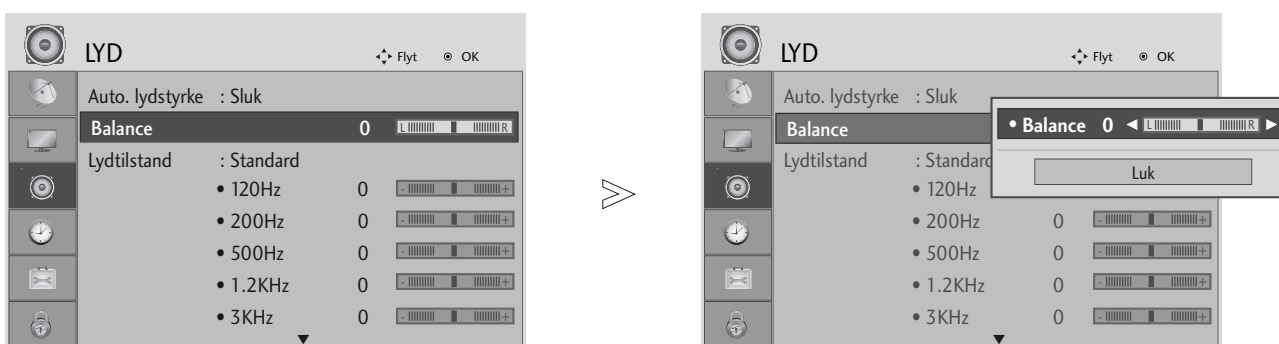 LYD
Flyt OK
Auto. lydstyrke : Sluk
Balance 0 L R
Lydtilstand : Standard
• 120Hz 0 - +
• 200Hz 0 - +
• 500Hz 0 - +
• 1.2KHz 0 - +
• 3KHz 0 - +
LYD
Flyt OK
Auto. lydstyrke : Sluk
Balance
• Balance 0 L R
Lydtilstand : Standard
Luk
• 120Hz
• 200Hz 0 - +
• 500Hz 0 - +
• 1.2KHz 0 - +
• 3KHz 0 - +